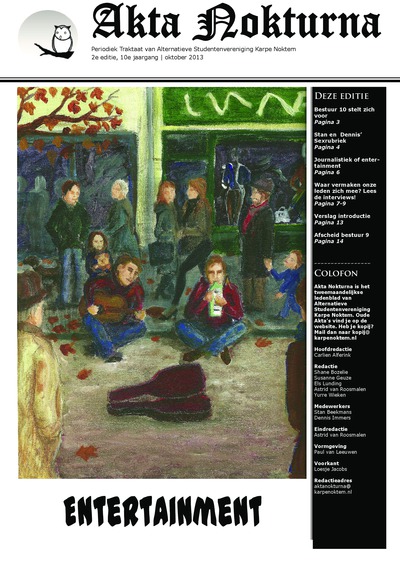 Akta Nokturna
Periodiek Traktaat van Alternatieve Studentenvereniging Karpe Noktem
2e editie, 10e jaargang | oktober 2013
Deze editie
Bestuur 10 stelt zich
voor
Pagina 3
Stan en Dennis'
Sexrubriek
Pagina 4
Journalistiek of enter-
tainment
Pagina 6
Waar vermaken onze
leden zich mee? Lees
de interviews!
Pagina 7-9
Verslag introductie
Pagina 13
Afscheid bestuur 9
Pagina 14
Colofon
Akta Nokturna is het
tweemaandelijkse
ledenblad van
Alternatieve
Studentenvereniging
Karpe Noktem. Oude
Akta's vind je op de
website. Heb je kopij?
Mail dan naar kopij@
karpenoktem.nl
Hoofdredactie
Carlien Alferink
Redactie
Shane Bozelie
Susanne Geuze
Els Lunding
Astrid van Roosmalen
Yurre Wieken
Medewerkers
Stan Beekmans
Dennis Immers
Eindredactie
Astrid van Roosmalen
Vormgeving
Paul van Leeuwen
Voorkant
Loesje Jacobs
Redactieadres
aktanokturna@
karpenoktem.nl
ENTERTAINMENT